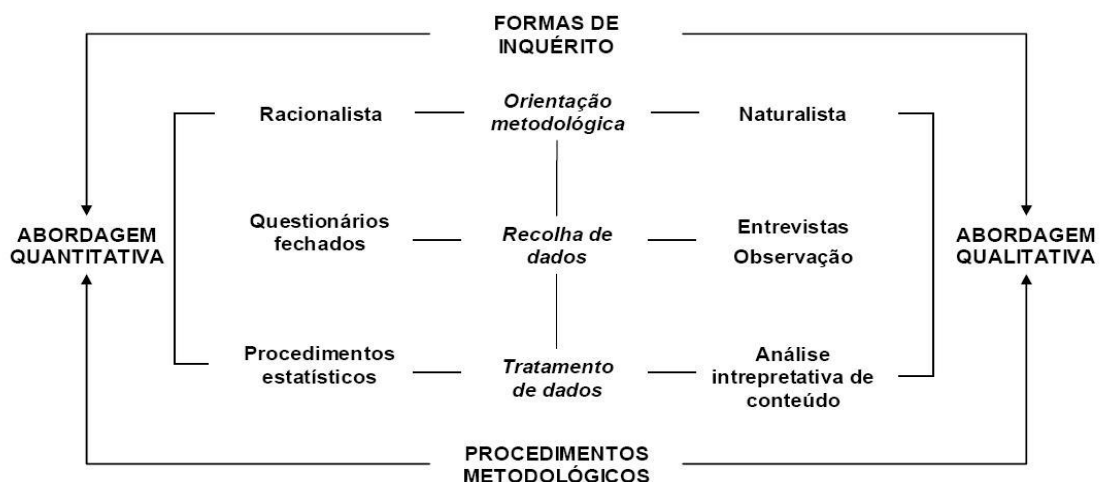 FORMAS DE
INQUÉRITO
Racionalista
Orientação
metodológica
Naturalista
ABORDAGEM
QUANTITATIVA
Questionários
fechados
Recolha de
dados
Entrevistas
Observação
ABORDAGEM
QUALITATIVA
Procedimentos
estatísticos
Tratamento
de dados
Análise
intrepretativa de
conteúdo
PROCEDIMENTOS
METODOLÓGICOS